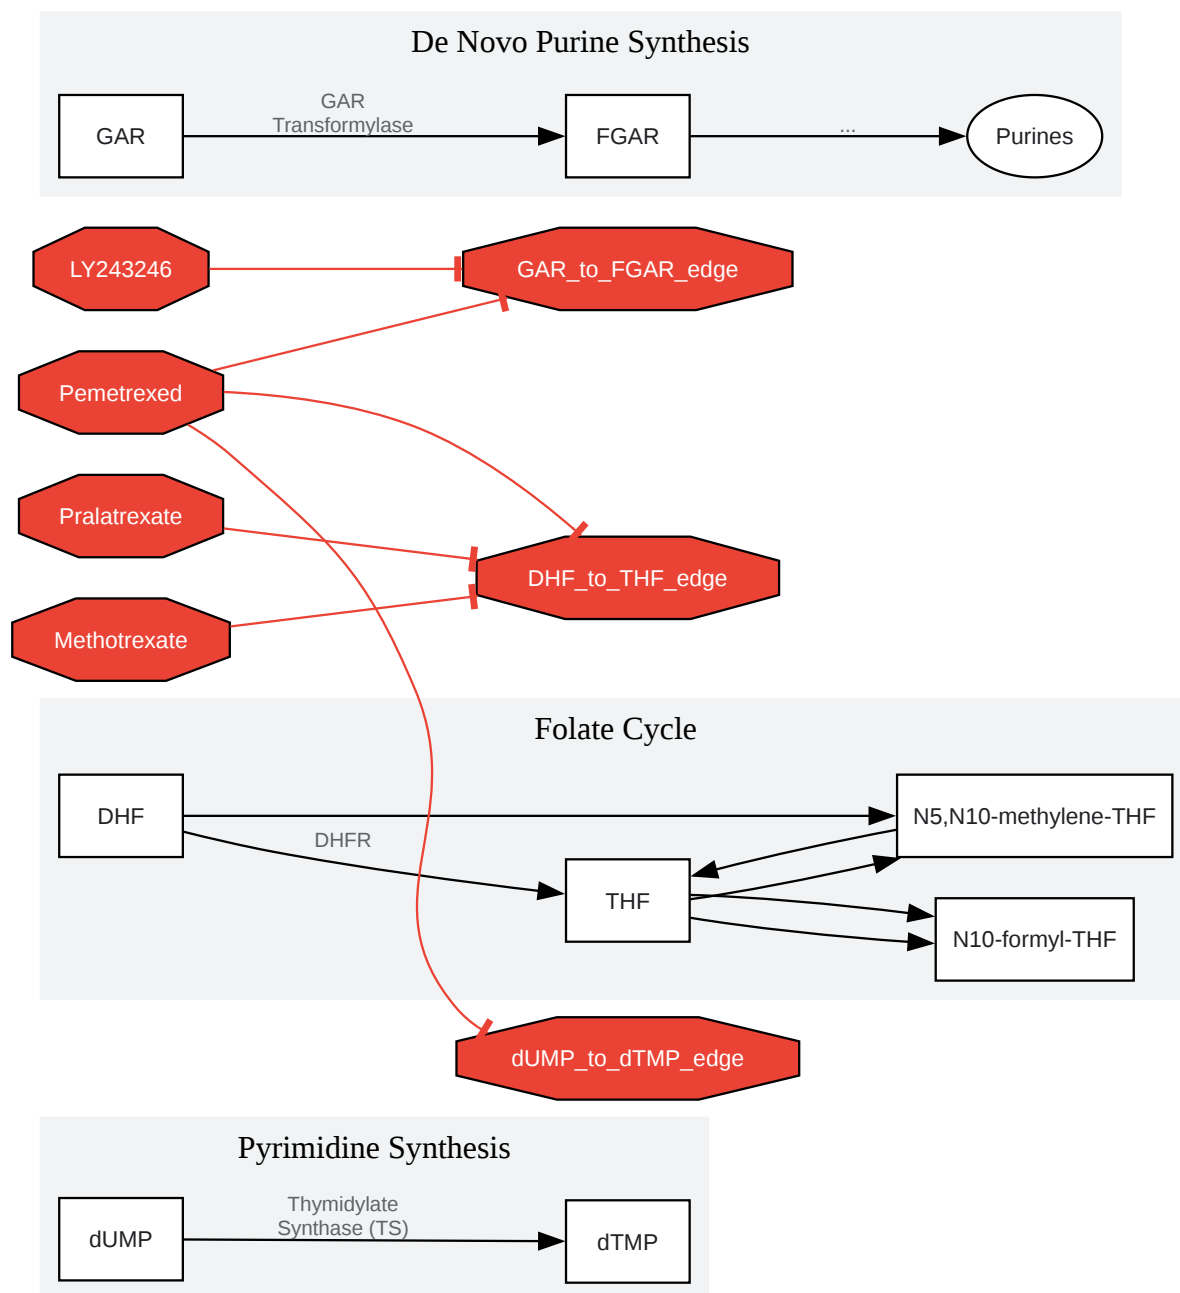 De Novo Purine Synthesis
GAR
GAR
Transformylase
FGAR
...
Purines
LY243246
GAR_to_FGAR_edge
Pemetrexed
Pralatrexate
DHF_to_THF_edge
Methotrexate
Folate Cycle
DHF
DHFR
THF
N5,N10-methylene-THF
N10-formyl-THF
dUMP_to_dTMP_edge
Pyrimidine Synthesis
dUMP
Thymidylate
Synthase (TS)
dTMP